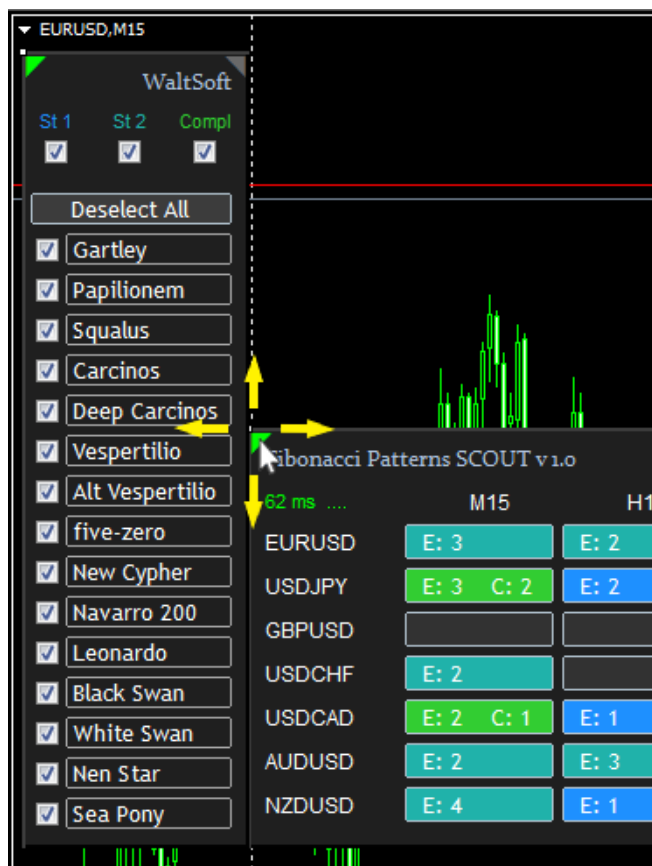 EURUSD,M15
WaltSoft
St 1 St 2 Compl
Deselect All
Gartley
Papilionem
Squalus
Carcinos
Deep Carcinos
Vespertilio
Alt Vespertilio
five-zero
New Cypher
Navarro 200
Leonardo
Black Swan
White Swan
Nen Star
Sea Pony
ibonacci Patterns SCOUT v 1.0
62 ms .... M15 H1
EURUSD E: 3 E: 2
USDJPY E: 3 C: 2 E: 2
GBPUSD
USDCHF E: 2
USDCAD E: 2 C: 1 E: 1
AUDUSD E: 2 E: 3
NZDUSD E: 4 E: 1